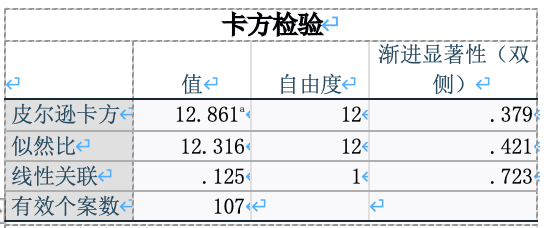 卡方检验
值 自由度 渐进显著性（双
侧）
皮尔逊卡方 12.861ª 12 .379
似然比 12.316 12 .421
线性关联 .125 1 .723
有效个案数 107